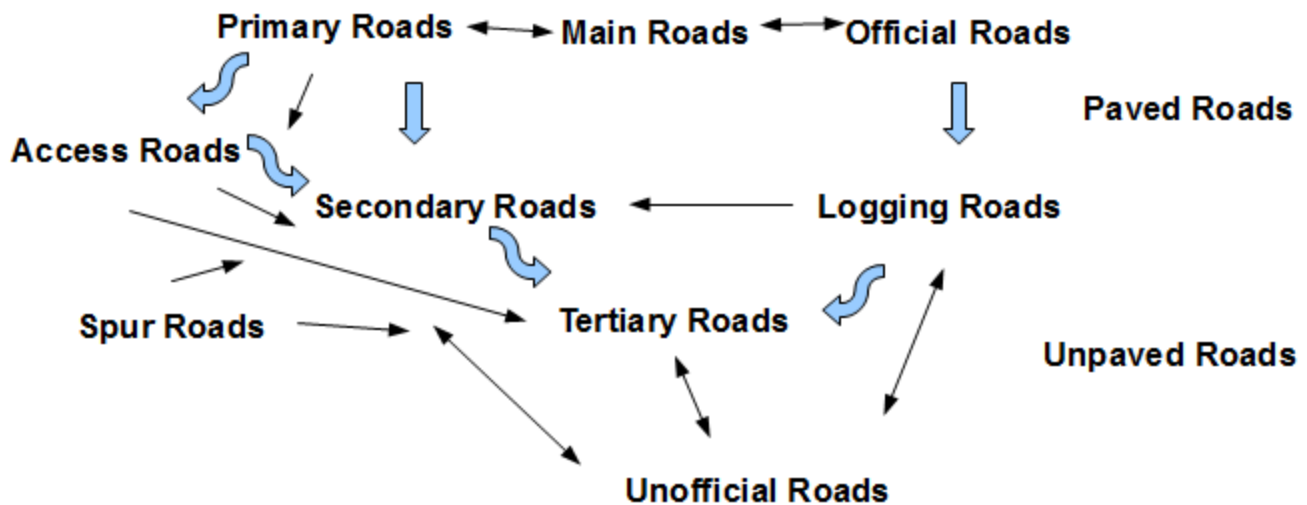 Primary Roads Main Roads Official Roads
Paved Roads
Access Roads
Secondary Roads Logging Roads
Spur Roads Tertiary Roads
Unpaved Roads
Unofficial Roads